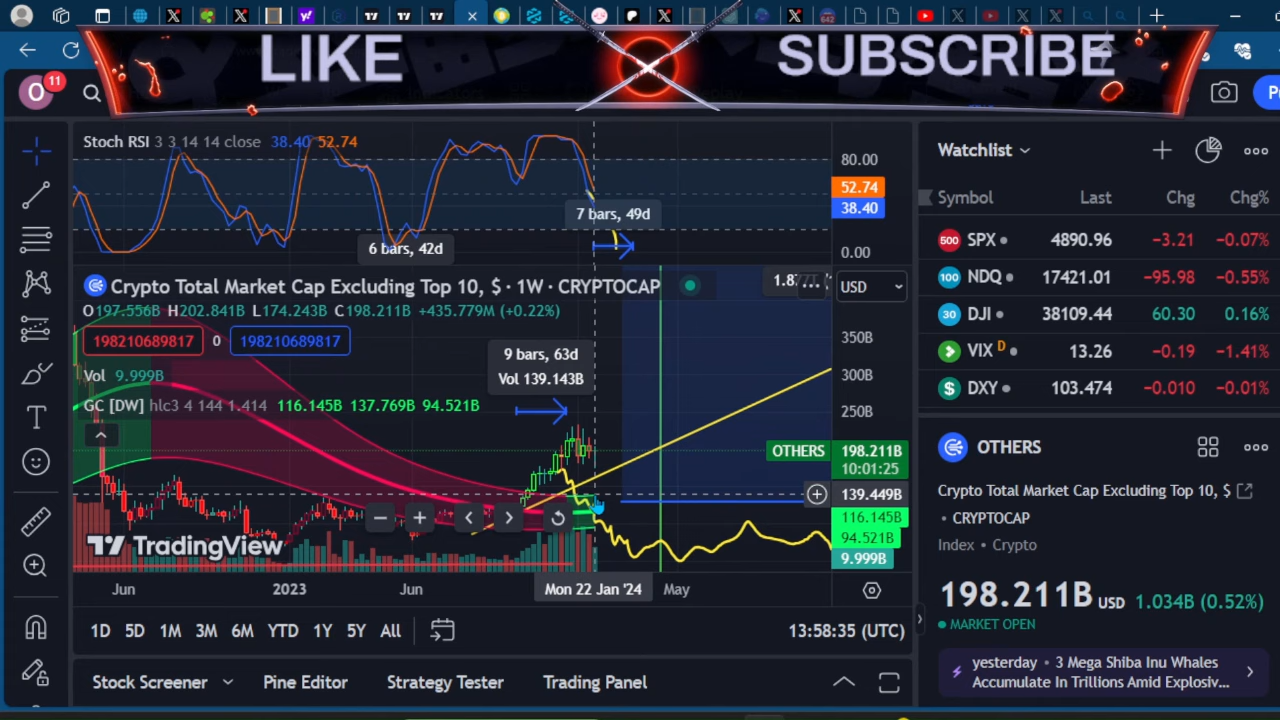 LIKE
SUBSCRIBE
O
11
Stoch RSI 3 3 14 14 close 38.40 52.74
80.00
52.74
38.40
0.00
7 bars, 49d
6 bars, 42d
Crypto Total Market Cap Excluding Top 10, $ · 1W · CRYPTOCAP
USD
O197.556B H202.841B L174.243B C198.211B +435.779M (+0.22%)
198210689817 0 198210689817
Vol 9.999B
GC [DW] hlc3 4 144 1.414 116.145B 137.769B 94.521B
9 bars, 63d
Vol 139.143B
350B
300B
250B
OTHERS 198.211B
10:01:25
139.449B
116.145B
94.521B
9.999B
TradingView
Jun 2023 Jun Mon 22 Jan '24 May
1D 5D 1M 3M 6M YTD 1Y 5Y All
13:58:35 (UTC)
Stock Screener Pine Editor Strategy Tester Trading Panel
Watchlist
Symbol Last Chg Chg%
500 SPX 4890.96 −3.21 −0.07%
100 NDQ 17421.01 −95.98 −0.55%
30 DJI 38109.44 60.30 0.16%
VIX D 13.26 −0.19 −1.41%
$ DXY 103.474 −0.010 −0.01%
OTHERS
Crypto Total Market Cap Excluding Top 10, $
• CRYPTOCAP
Index • Crypto
198.211B USD 1.034B (0.52%)
MARKET OPEN
yesterday • 3 Mega Shiba Inu Whales
Accumulate In Trillions Amid Explosiv...